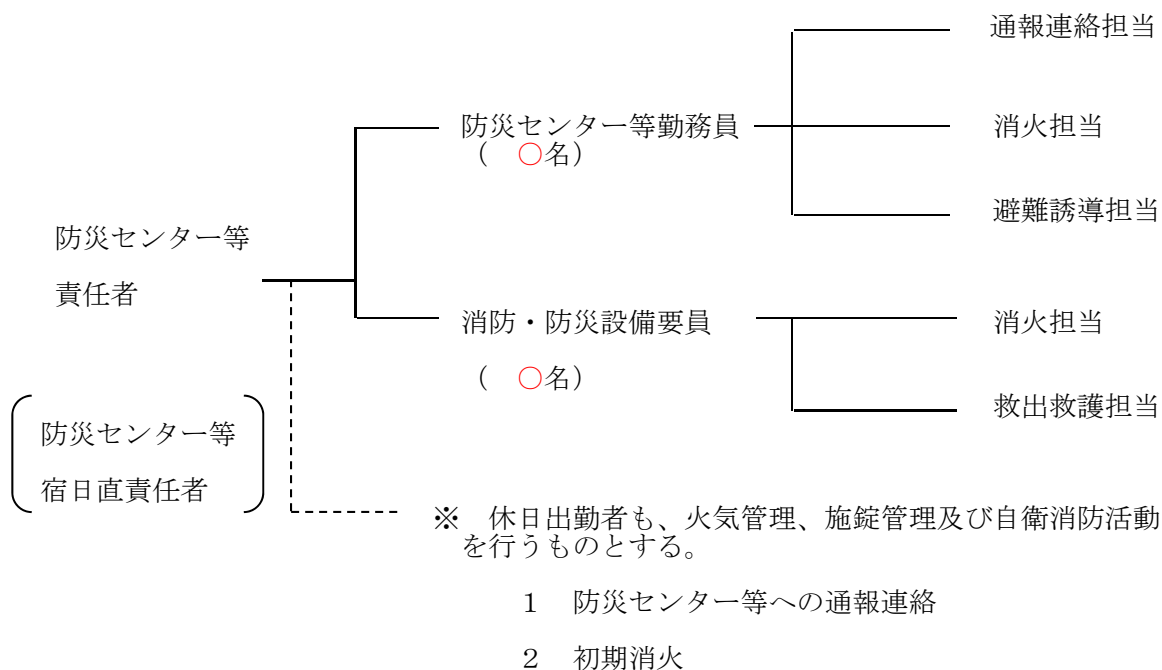 通報連絡担当
防災センター等勤務員
（　○名）
消火担当
避難誘導担当
防災センター等
責任者
消防・防災設備要員
（　○名）
消火担当
救出救護担当
防災センター等
宿日直責任者
※　休日出勤者も、火気管理、施錠管理及び自衛消防活動
を行うものとする。
１　防災センター等への通報連絡
２　初期消火